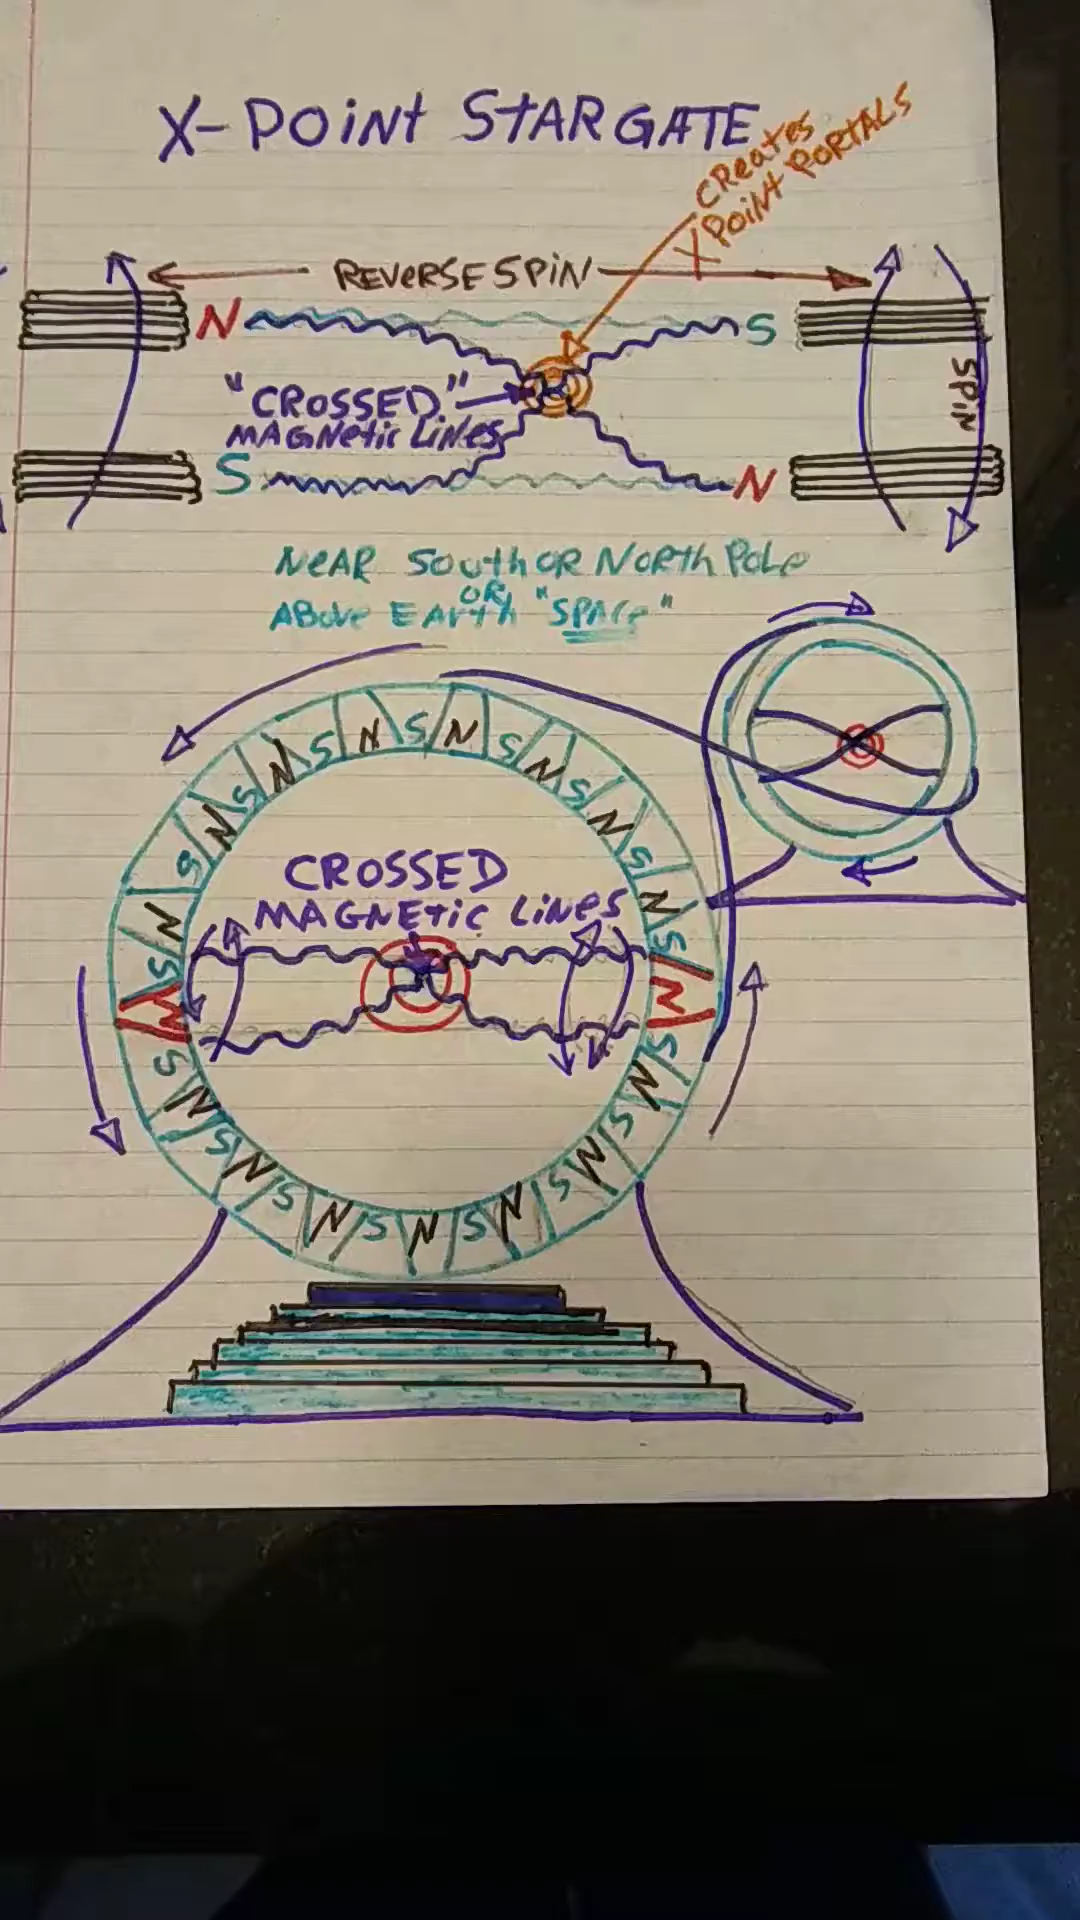 X-POINT STARGATE
CREATES
X POINT PORTALS
REVERSE SPIN
N
S
"CROSSED"
MAGNETIC LINES
SPIN
S
N
NEAR SOUTH OR NORTH POLE
OR
ABOVE EARTH "SPACE"
S N S N S N S N S N S N S
CROSSED
MAGNETIC LINES
N S N S N
N S N S
S N S N S N S N S N S N S N S N S